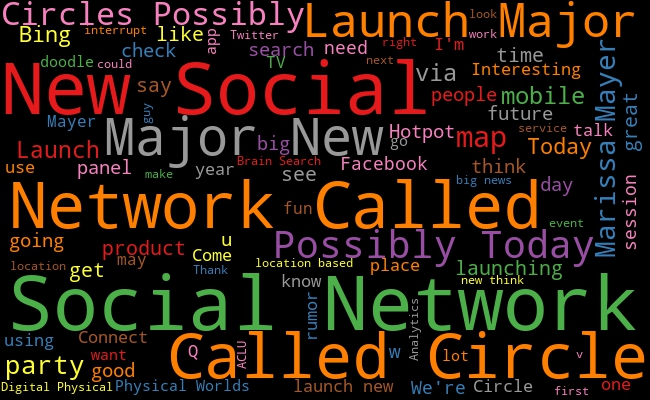 Circles Possibly Launch Major look
Bing interrupt like app Twitter work
doodle could check search need right I'm time
TV next Interesting
New Social via people mobile
say future
Mayer guy Major New Hotpot map service talk
big go Today
Launch Brain Search Facebook
use panel make year see think Marissa Mayer great
big news day
Network fun Called event session
going product u Possibly Today
may Come
location get Thank location based place launching
know new think
Social Network
rumor
using Connect Analytics
want Called Q ACLU w lot Circle v
party good
Digital Physical Physical Worlds launch new We're Circle first one